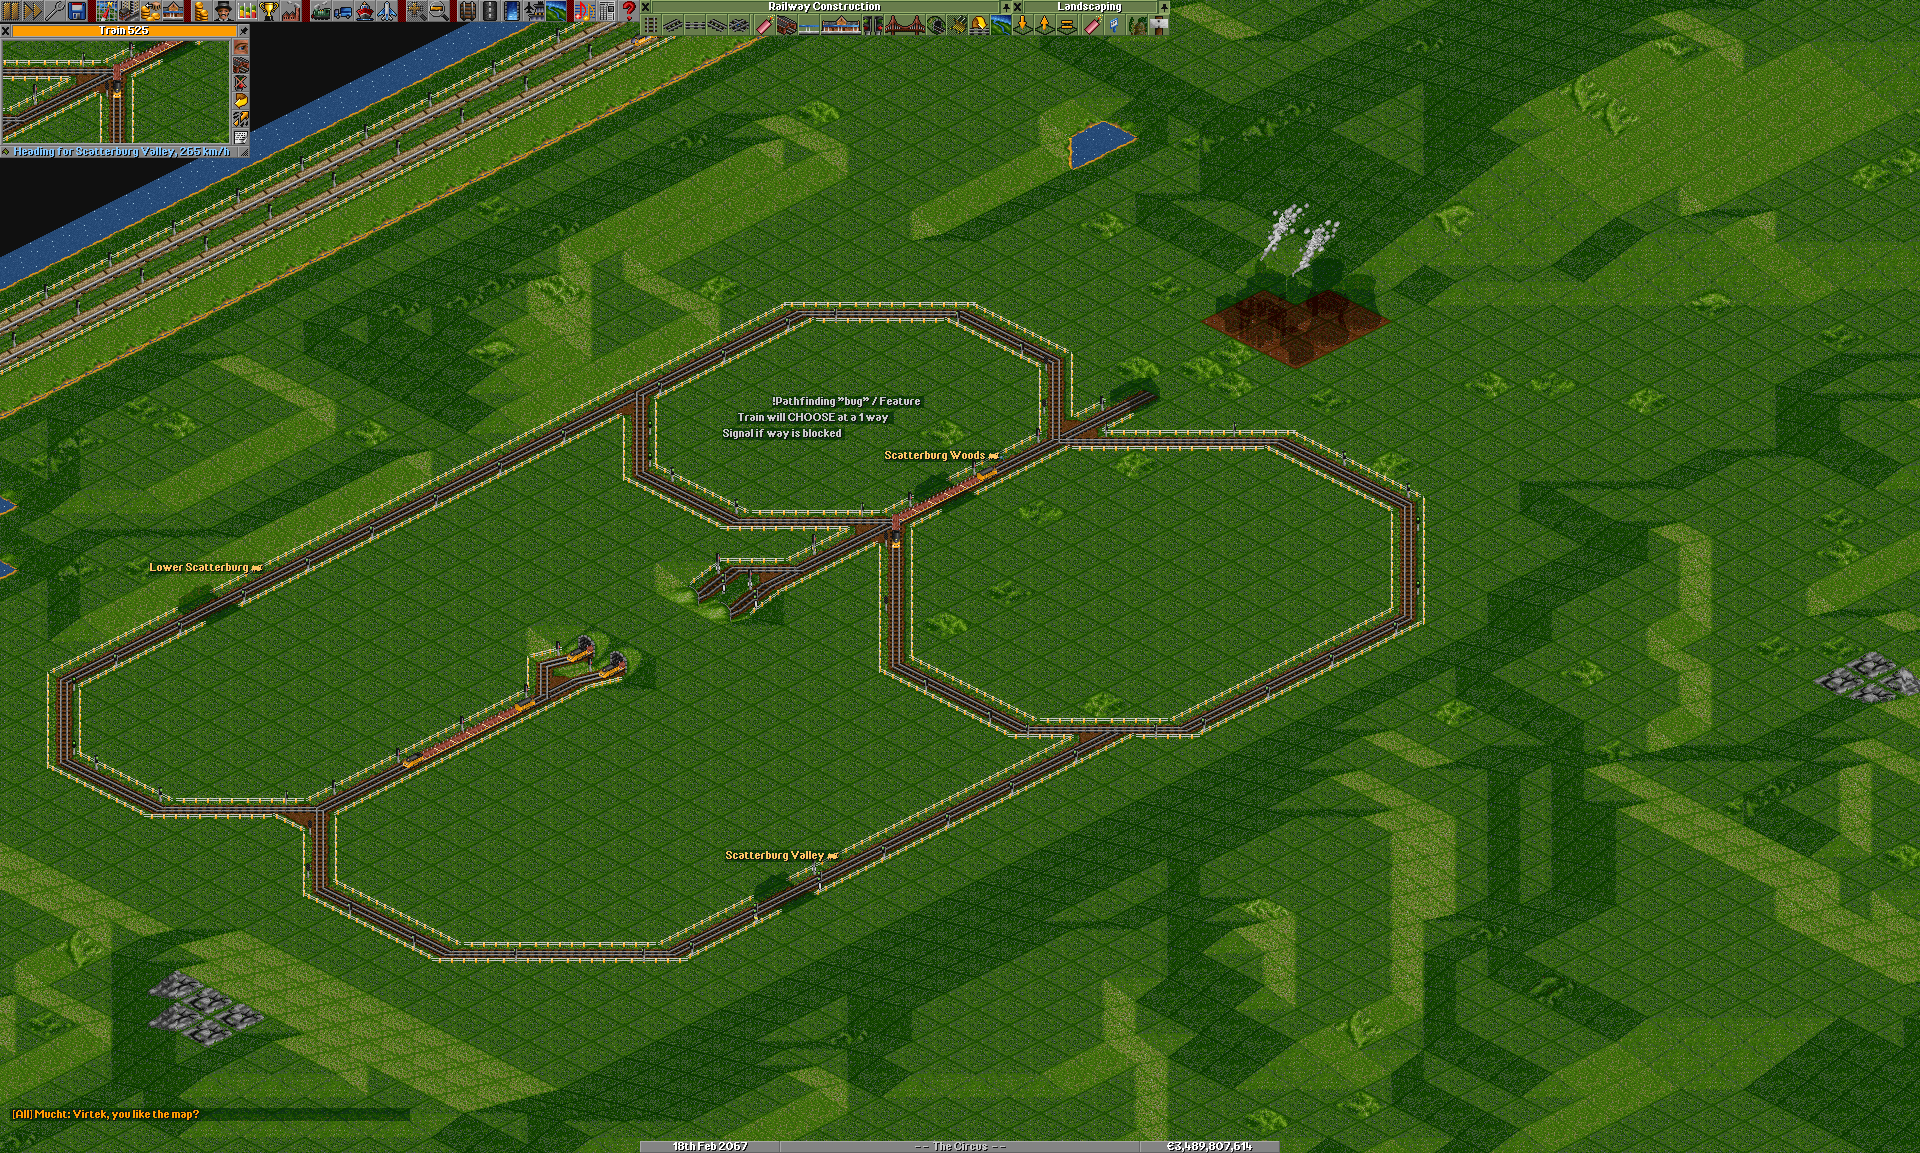 Railway Construction
Landscaping
Train 525
Heading for Scatterburg Valley, 265 km/h
!Pathfinding "bug" / Feature
Train will CHOOSE at a 1 way
Signal if way is blocked
Scatterburg Woods
Lower Scatterburg
Scatterburg Valley
[All] Mucht: Virtek, you like the map?
18th Feb 2067
-- The Circus --
€3,489,807,614